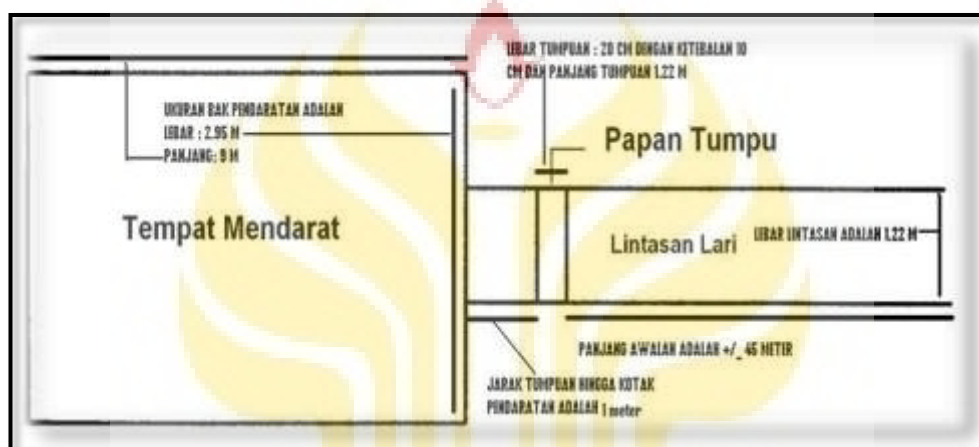 LEBAR TUMPUAN : 20 CM DENGAN KETEBALAN 10
CM DAN PANJANG TUMPUAN 1.22 M
UKURAN BAK PENDARATAN ADALAH
LEBAR : 2.95 M
PANJANG: 9 M
Papan Tumpu
Tempat Mendarat
Lintasan Lari
LEBAR LINTASAN ADALAH 1.22 M
PANJANG AWALAN ADALAH +/_ 45 METER
JARAK TUMPUAN HINGGA KOTAK
PENDARATAN ADALAH 1 meter